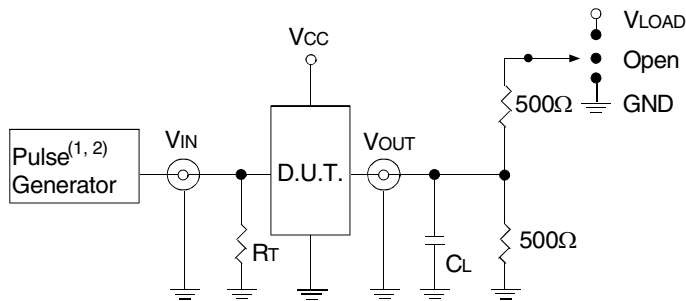 VLOAD
VCC
Open
500Ω
GND
VIN
VOUT
Pulse(1, 2)
Generator
D.U.T.
RT
CL
500Ω